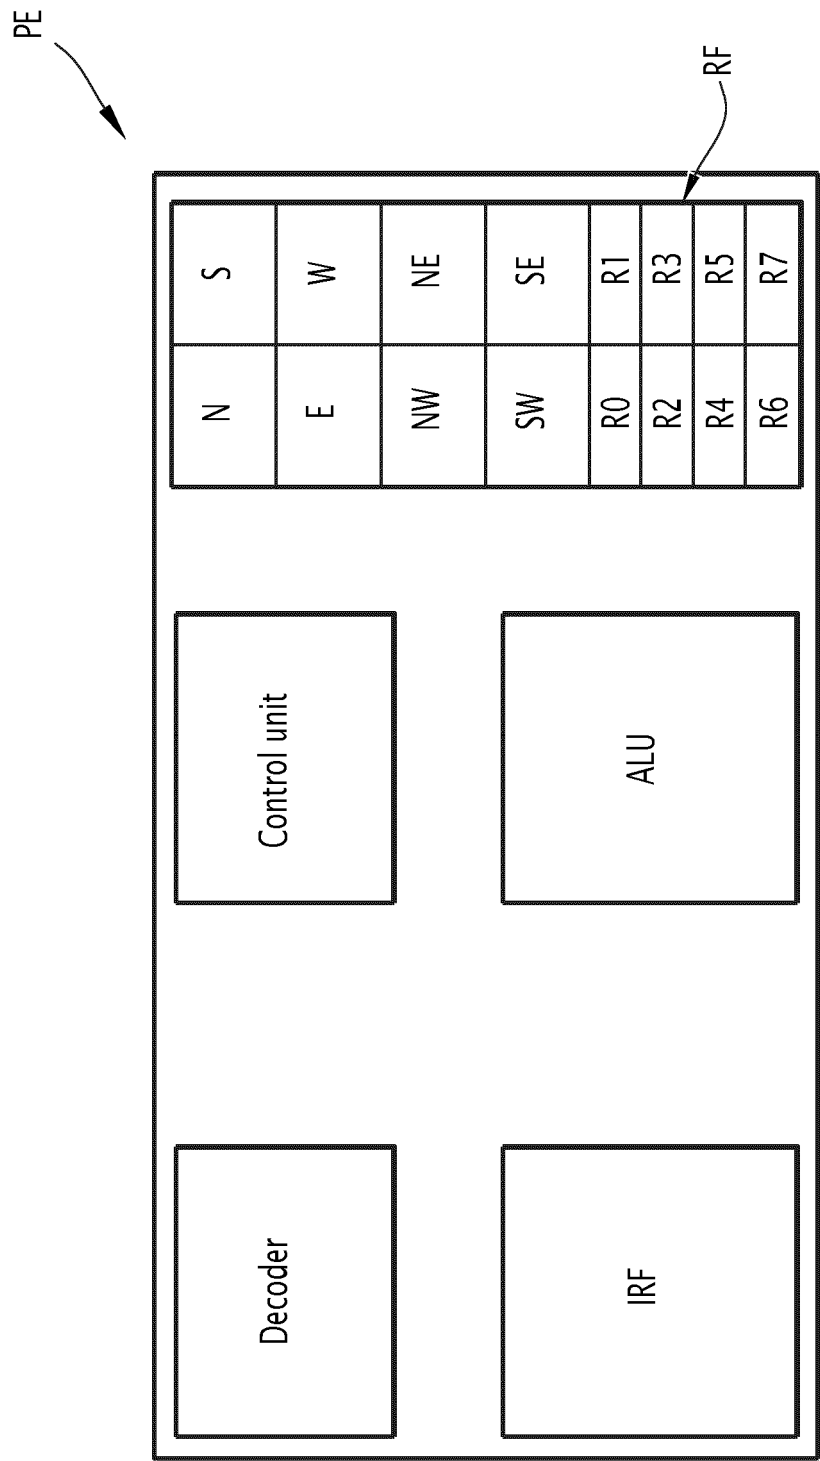 PE
RF
Decoder
Control unit
N
S
E
W
NW
NE
SW
SE
R0
R1
R2
R3
R4
R5
R6
R7
IRF
ALU